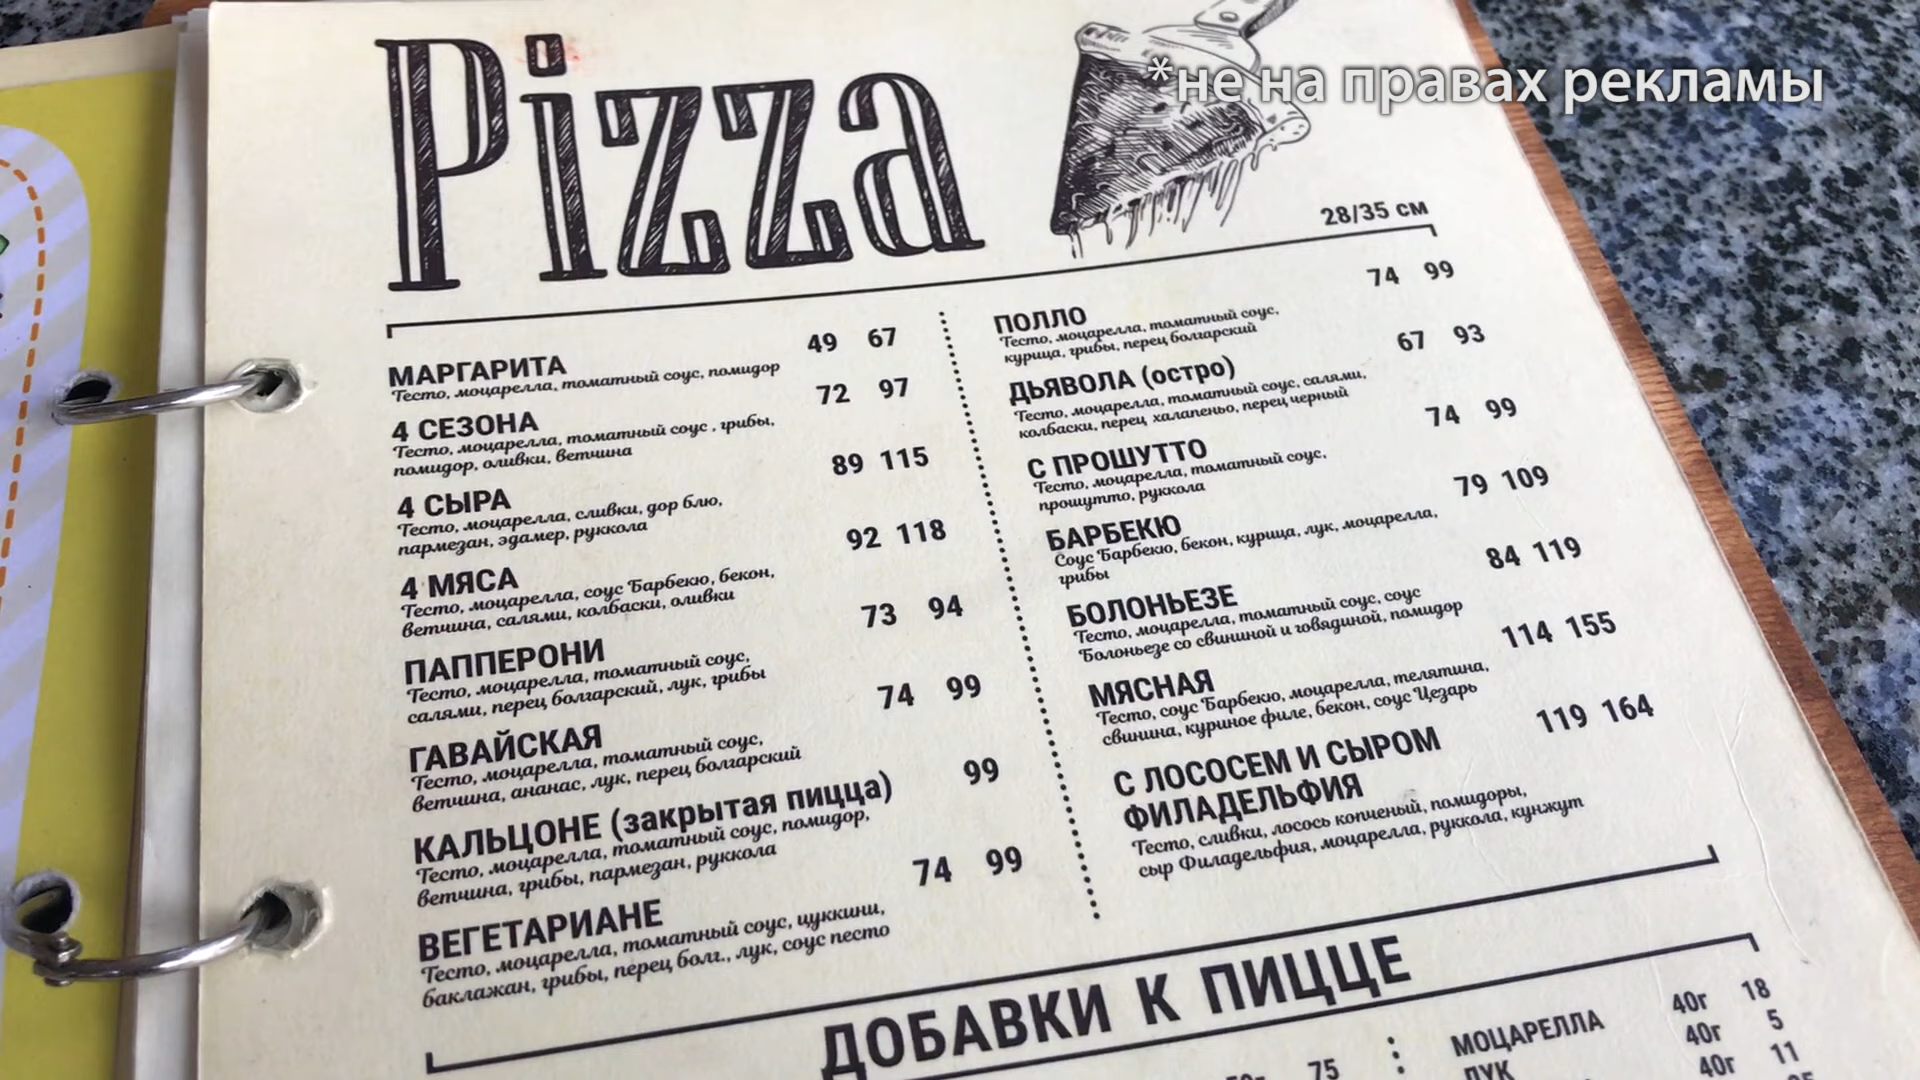 *не на правах рекламы
Pizza
28/35 см
МАРГАРИТА 49 67
Тесто, моцарелла, томатный соус, помидор
4 СЕЗОНА 72 97
Тесто, моцарелла, томатный соус , грибы,
помидор, оливки, ветчина
4 СЫРА 89 115
Тесто, моцарелла, сливки, дор блю,
пармезан, эдамер, руккола
4 МЯСА 92 118
Тесто, моцарелла, соус Барбекю, бекон,
ветчина, салями, колбаски, оливки
ПАППЕРОНИ 73 94
Тесто, моцарелла, томатный соус,
салями, перец болгарский, лук, грибы
ГАВАЙСКАЯ 74 99
Тесто, моцарелла, томатный соус,
ветчина, ананас, лук, перец болгарский
КАЛЬЦОНЕ (закрытая пицца) 99
Тесто, моцарелла, томатный соус, помидор,
ветчина, грибы, пармезан, руккола
ВЕГЕТАРИАНЕ 74 99
Тесто, моцарелла, томатный соус, цуккини,
баклажан, грибы, перец болг., лук, соус песто
ПОЛЛО 74 99
Тесто, моцарелла, томатный соус,
курица, грибы, перец болгарский
ДЬЯВОЛА (остро) 67 93
Тесто, моцарелла, томатный соус, салями,
колбаски, перец халапеньо, перец черный
С ПРОШУТТО 74 99
Тесто, моцарелла, томатный соус,
прошутто, руккола
БАРБЕКЮ 79 109
Соус Барбекю, бекон, курица, лук, моцарелла,
грибы
БОЛОНЬЕЗЕ 84 119
Тесто, моцарелла, томатный соус, соус
Болоньезе со свининой и говядиной, помидор
МЯСНАЯ 114 155
Тесто, соус Барбекю, моцарелла, телятина,
свинина, куриное филе, бекон, соус Цезарь
С ЛОСОСЕМ И СЫРОМ 119 164
ФИЛАДЕЛЬФИЯ
Тесто, сливки, лосось копченый, помидоры,
сыр Филадельфия, моцарелла, руккола, кунжут
ДОБАВКИ К ПИЦЦЕ
75
МОЦАРЕЛЛА 40г 18
ЛУК 40г 5
40г 11